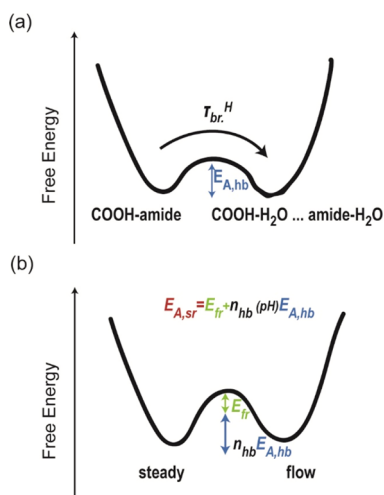 (a)
Free Energy
τbr.H
EA,hb
COOH-amide
COOH-H2O ... amide-H2O
(b)
Free Energy
EA,sr=Efr+nhb (pH)EA,hb
Efr
nhbEA,hb
steady
flow